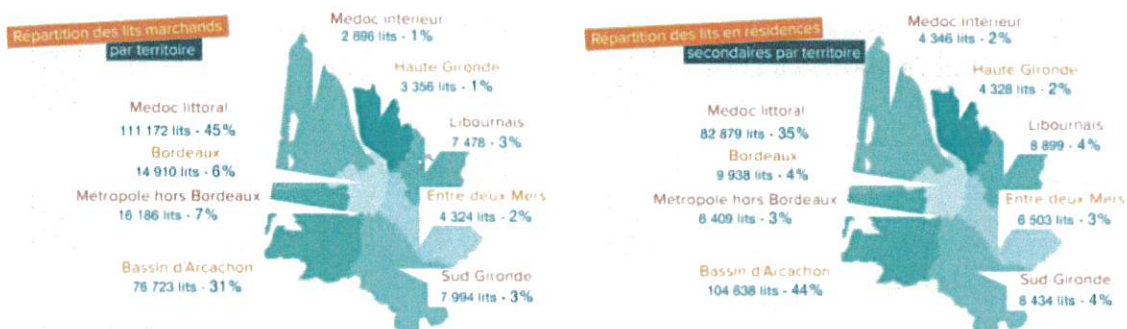 Répartition des lits marchands
par territoire
Medoc intérieur
2 896 lits - 1%
Haute Gironde
3 356 lits - 1%
Medoc littoral
111 172 lits - 45%
Libournais
7 478 - 3%
Bordeaux
14 910 lits - 6%
Métropole hors Bordeaux
16 186 lits - 7%
Entre deux Mers
4 324 lits - 2%
Bassin d'Arcachon
76 723 lits - 31%
Sud Gironde
7 994 lits - 3%
Répartition des lits en résidences
secondaires par territoire
Medoc intérieur
4 346 lits - 2%
Haute Gironde
4 328 lits - 2%
Medoc littoral
82 879 lits - 35%
Libournais
8 899 lits - 4%
Bordeaux
9 938 lits - 4%
Métropole hors Bordeaux
6 409 lits - 3%
Entre deux Mers
6 503 lits - 3%
Bassin d'Arcachon
104 638 lits - 44%
Sud Gironde
8 434 lits - 4%